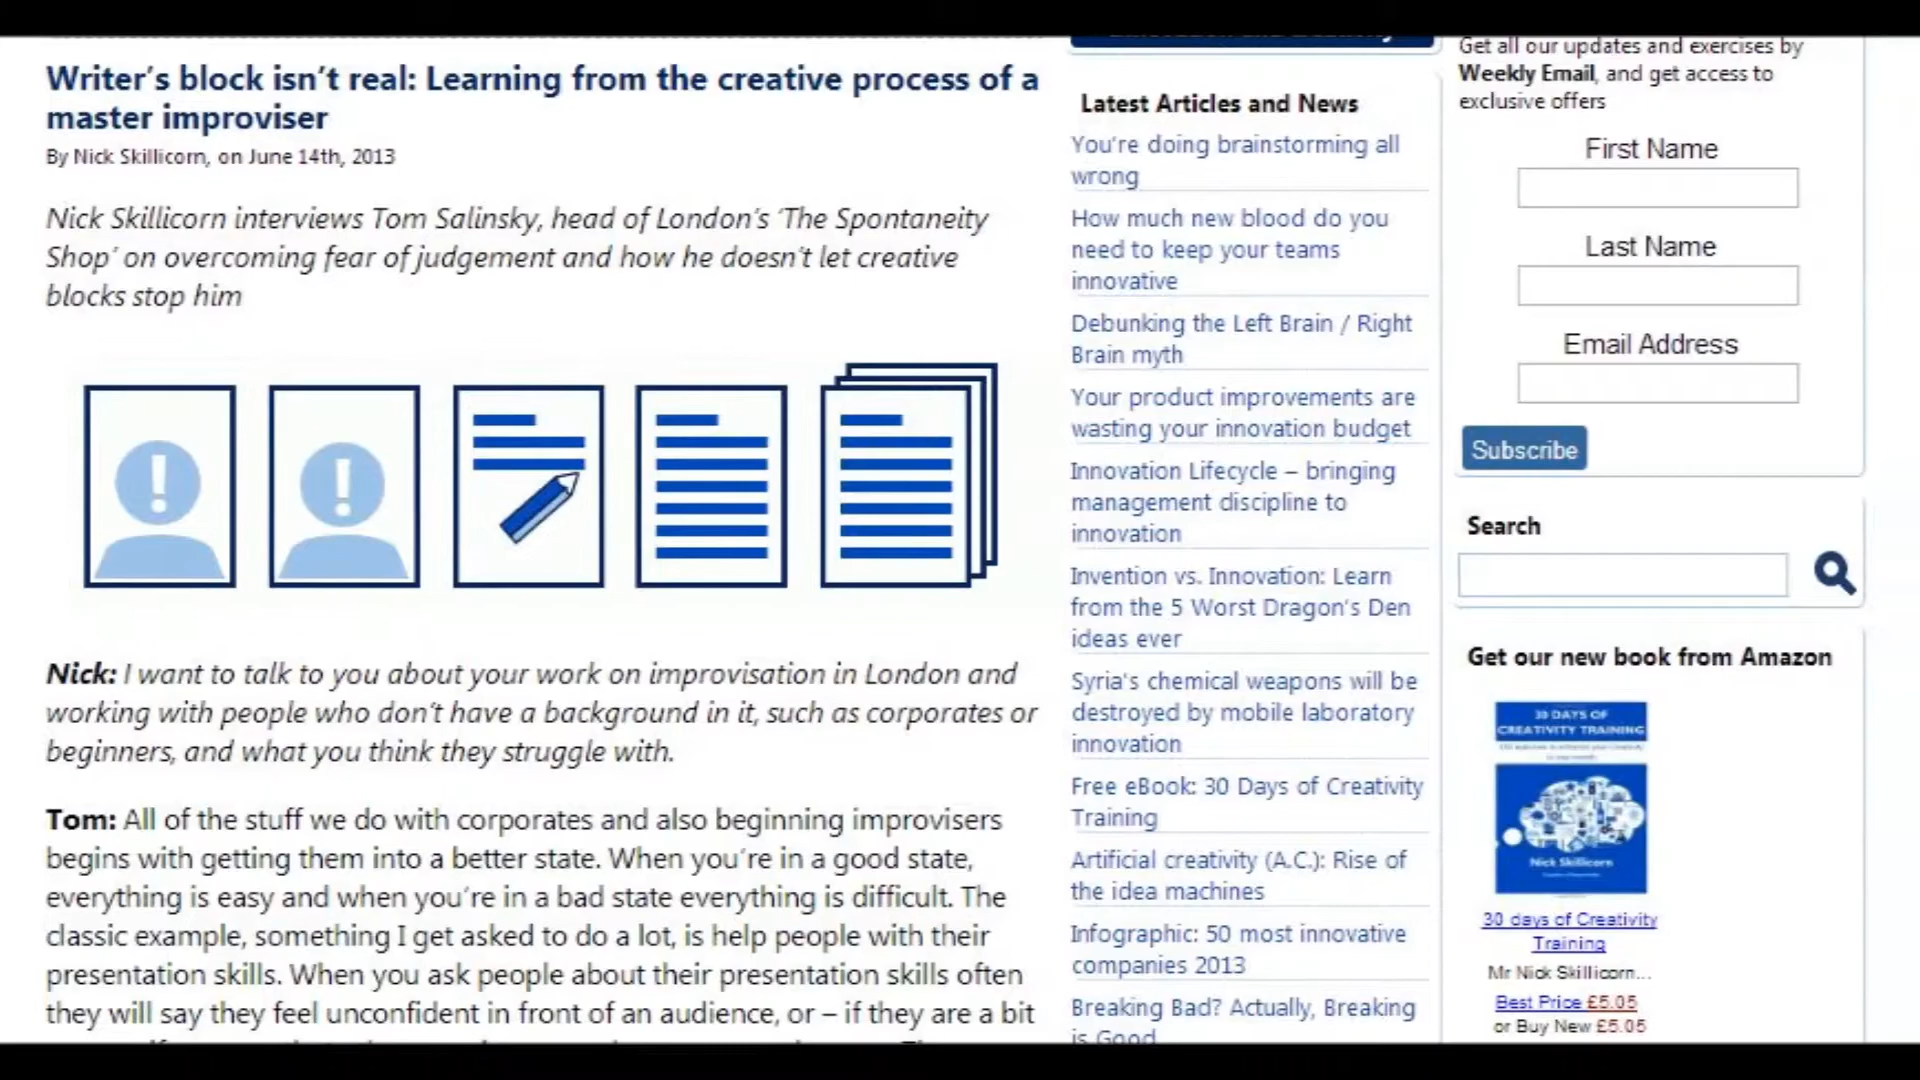 Writer's block isn't real: Learning from the creative process of a
master improviser
By Nick Skillicorn, on June 14th, 2013
Nick Skillicorn interviews Tom Salinsky, head of London's 'The Spontaneity
Shop' on overcoming fear of judgement and how he doesn't let creative
blocks stop him
Nick: I want to talk to you about your work on improvisation in London and
working with people who don't have a background in it, such as corporates or
beginners, and what you think they struggle with.
Tom: All of the stuff we do with corporates and also beginning improvisers
begins with getting them into a better state. When you're in a good state,
everything is easy and when you're in a bad state everything is difficult. The
classic example, something I get asked to do a lot, is help people with their
presentation skills. When you ask people about their presentation skills often
they will say they feel unconfident in front of an audience, or – if they are a bit
Latest Articles and News
You're doing brainstorming all
wrong
How much new blood do you
need to keep your teams
innovative
Debunking the Left Brain / Right
Brain myth
Your product improvements are
wasting your innovation budget
Innovation Lifecycle – bringing
management discipline to
innovation
Invention vs. Innovation: Learn
from the 5 Worst Dragon's Den
ideas ever
Syria's chemical weapons will be
destroyed by mobile laboratory
innovation
Free eBook: 30 Days of Creativity
Training
Artificial creativity (A.C.): Rise of
the idea machines
Infographic: 50 most innovative
companies 2013
Breaking Bad? Actually, Breaking
is Good
Get all our updates and exercises by
Weekly Email, and get access to
exclusive offers
First Name
Last Name
Email Address
Subscribe
Search
Get our new book from Amazon
30 DAYS OF
CREATIVITY TRAINING
Nick Skillicorn
30 days of Creativity
Training
Mr Nick Skillicorn...
Best Price £5.05
or Buy New £5.05